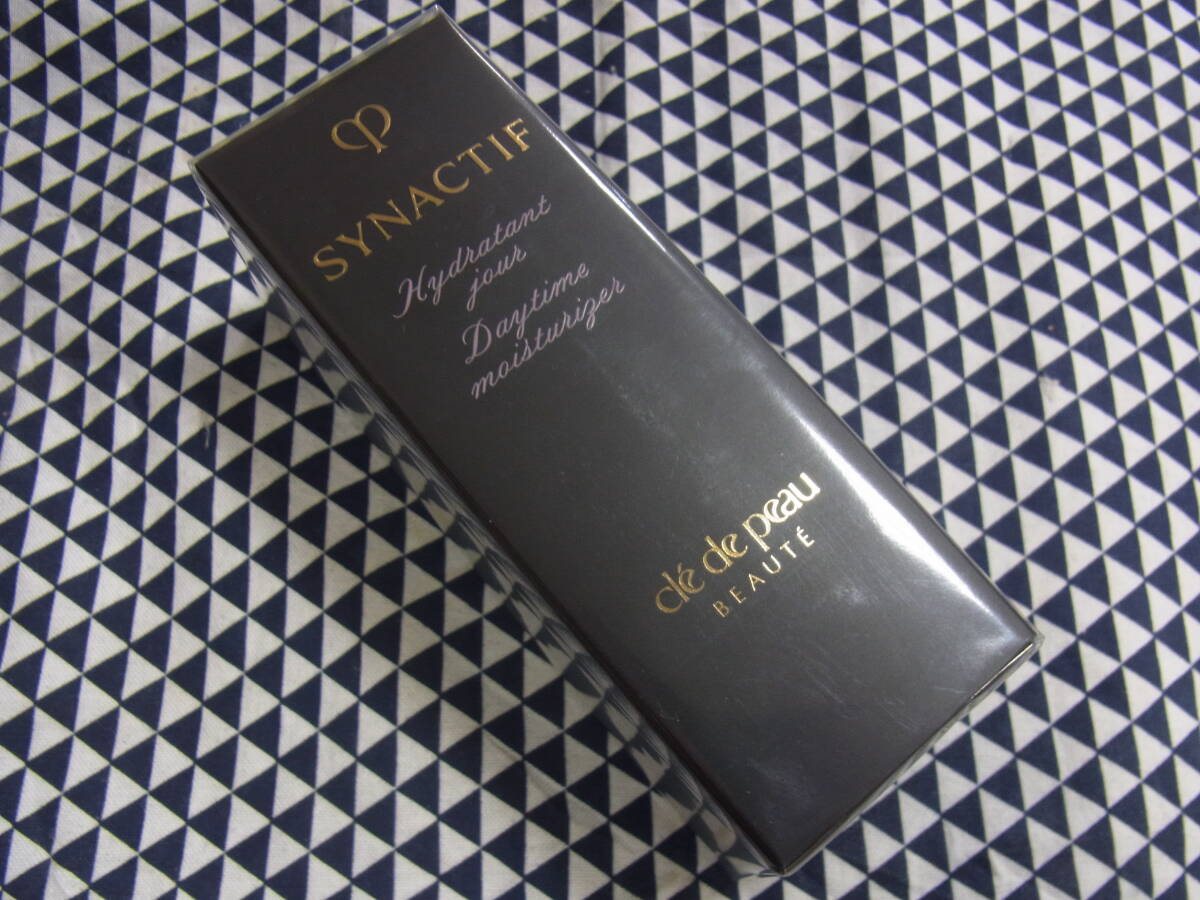 SYNACTIF
Hydratant
jour
Daytime
moisturizer
clé de peau
BEAUTÉ